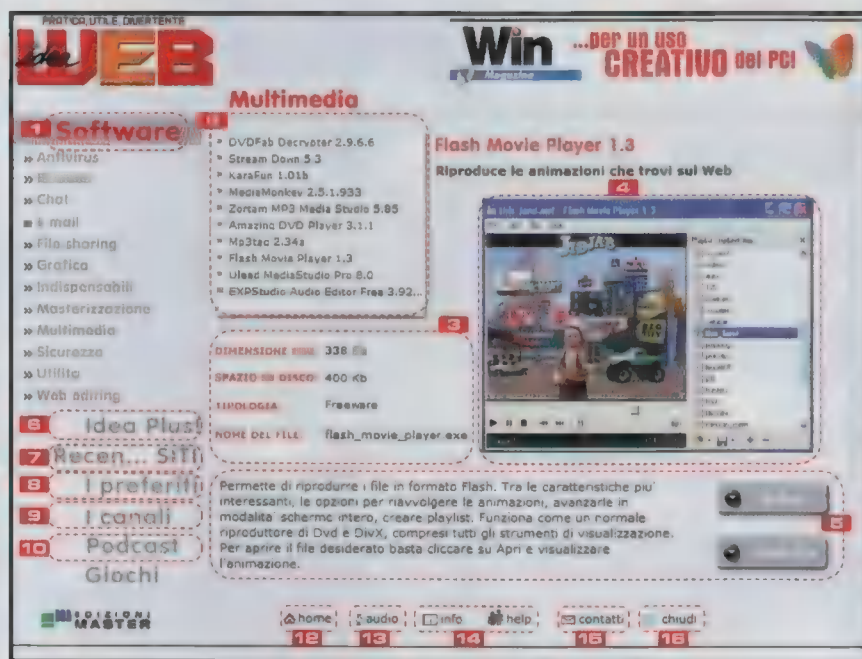 PRATICA, UTILE, DIVERTENTE
Idea
WEB
Win
Magazine
...per un uso
CREATIVO del PC!
1 Software
» Antivirus
» Chat
E-mail
» File sharing
» Grafica
» Indispensabili
» Masterizzazione
» Multimedia
» Sicurezza
» Utilita
» Web editing
6 Idea Plus!
7 Recen... SITI
8 I preferiti
9 I canali
10 Podcast
Giochi
EDIZIONI
MASTER
Multimedia
» DVDFab Decrypter 2.9.6.6
» Stream Down 5.3
» KaraFun 1.01b
» MediaMonkey 2.5.1.933
» Zortam MP3 Media Studio 5.85
» Amazing DVD Player 3.1.1
» Mp3tag 2.34a
» Flash Movie Player 1.3
» Ulead MediaStudio Pro 8.0
» EXPStudio Audio Editor Free 3.92...
3
DIMENSIONE 338
SPAZIO SU DISCO: 400 Kb
TIPOLOGIA Freeware
NOME DEL FILE: flash_movie_player.exe
Flash Movie Player 1.3
Riproduce le animazioni che trovi sul Web
4
Flash Movie Player 1.3
JIBJAB
Permette di riprodurre i file in formato Flash. Tra le caratteristiche piu'
interessanti, le opzioni per riavvolgere le animazioni, avanzarle in
modalita' schermo intero, creare playlist. Funziona come un normale
riproduttore di Dvd e DivX, compresi tutti gli strumenti di visualizzazione.
Per aprire il file desiderato basta cliccare su Apri e visualizzare
l'animazione.
5
home
audio
info
help
contatti
chiudi
12
13
14
15
16